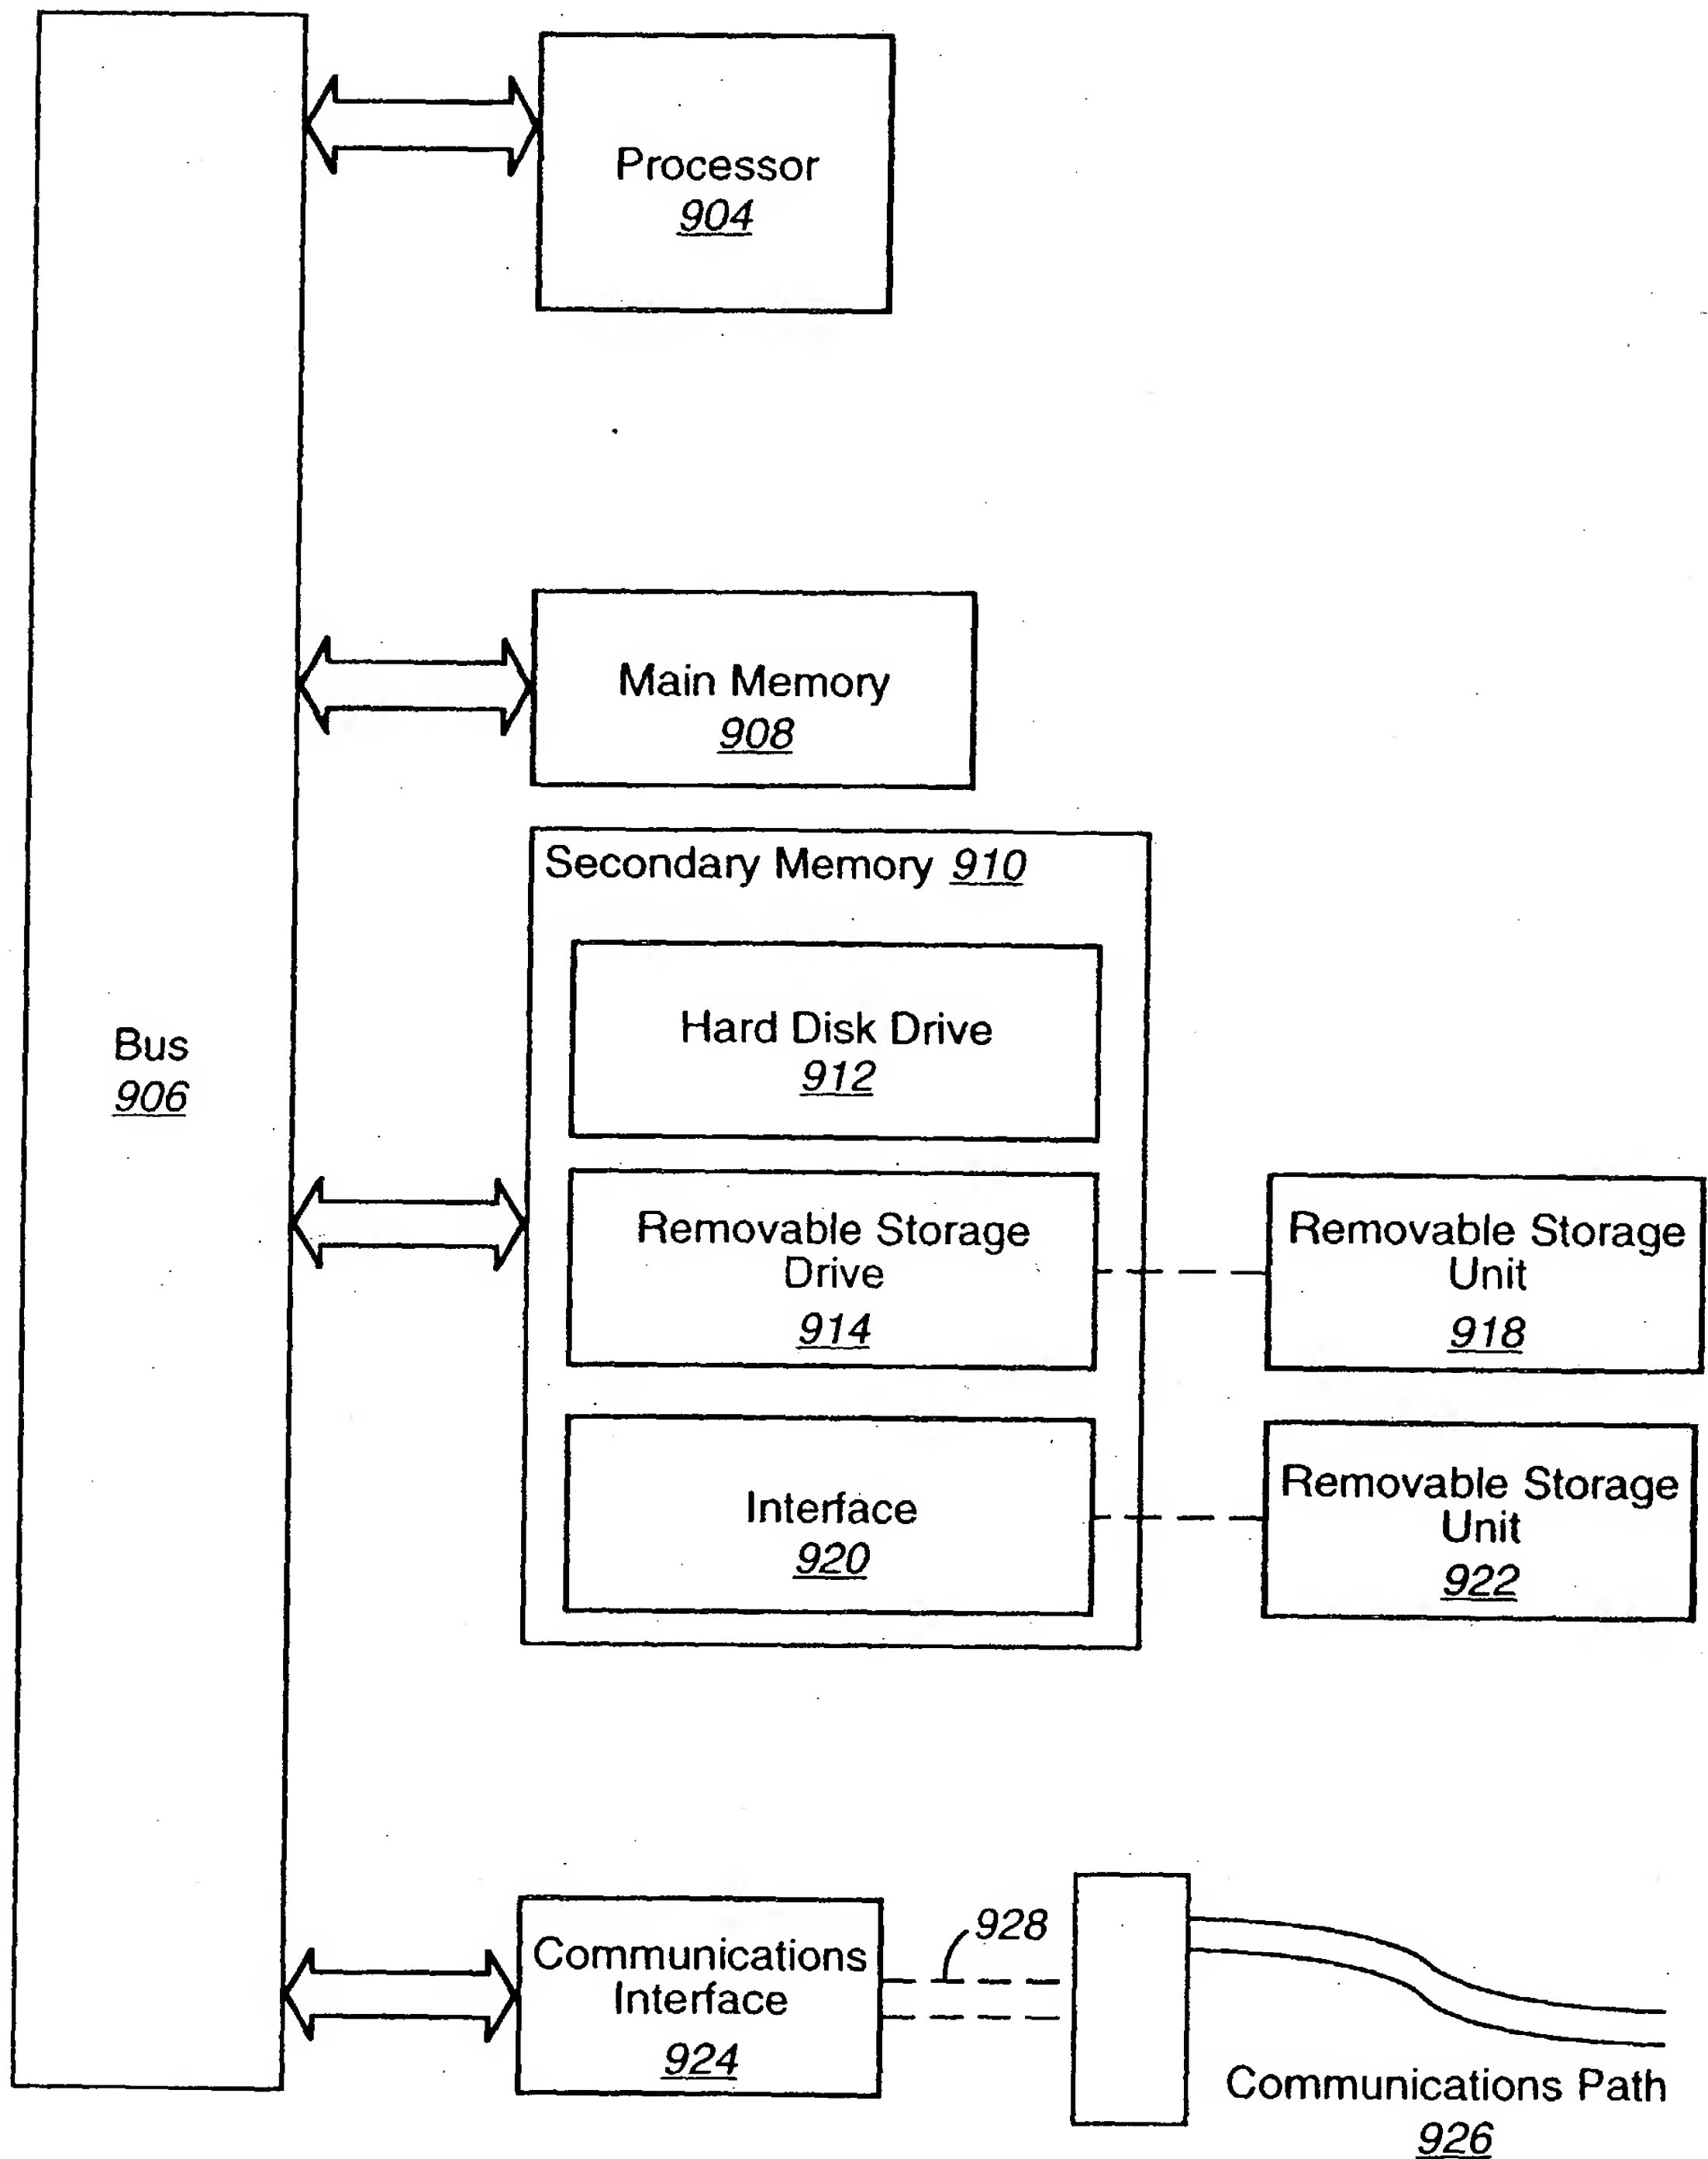 Processor
904
Main Memory
908
Secondary Memory 910
Hard Disk Drive
912
Bus
906
Removable Storage
Drive
914
Removable Storage
Unit
918
Interface
920
Removable Storage
Unit
922
928
Communications
Interface
924
Communications Path
926